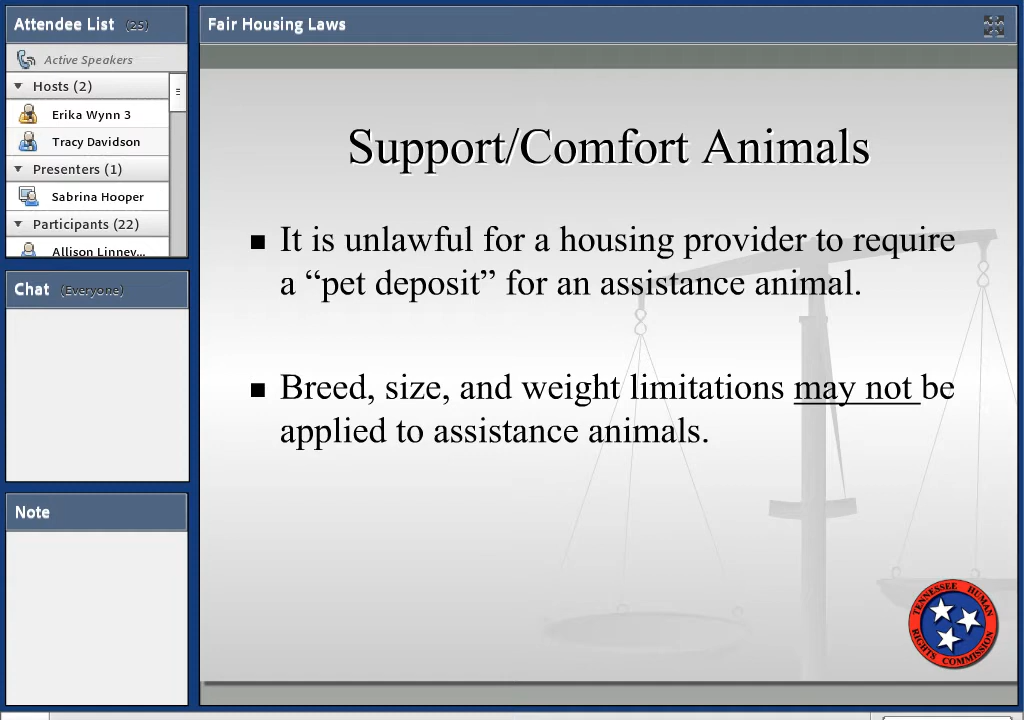 Attendee List (25)
Active Speakers
Hosts (2)
Erika Wynn 3
Tracy Davidson
Presenters (1)
Sabrina Hooper
Participants (22)
Allison Linney...
Chat (Everyone)
Note
Fair Housing Laws
Support/Comfort Animals
■ It is unlawful for a housing provider to require
a “pet deposit” for an assistance animal.
■ Breed, size, and weight limitations may not be
applied to assistance animals.
TENNESSEE HUMAN
RIGHTS COMMISSION